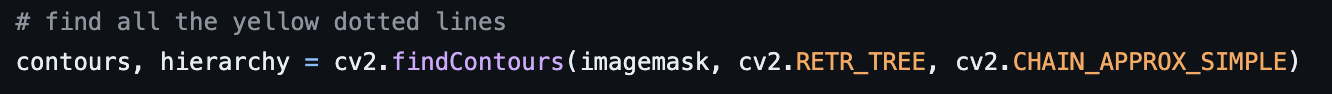 # find all the yellow dotted lines
contours, hierarchy = cv2.findContours(imagemask, cv2.RETR_TREE, cv2.CHAIN_APPROX_SIMPLE)